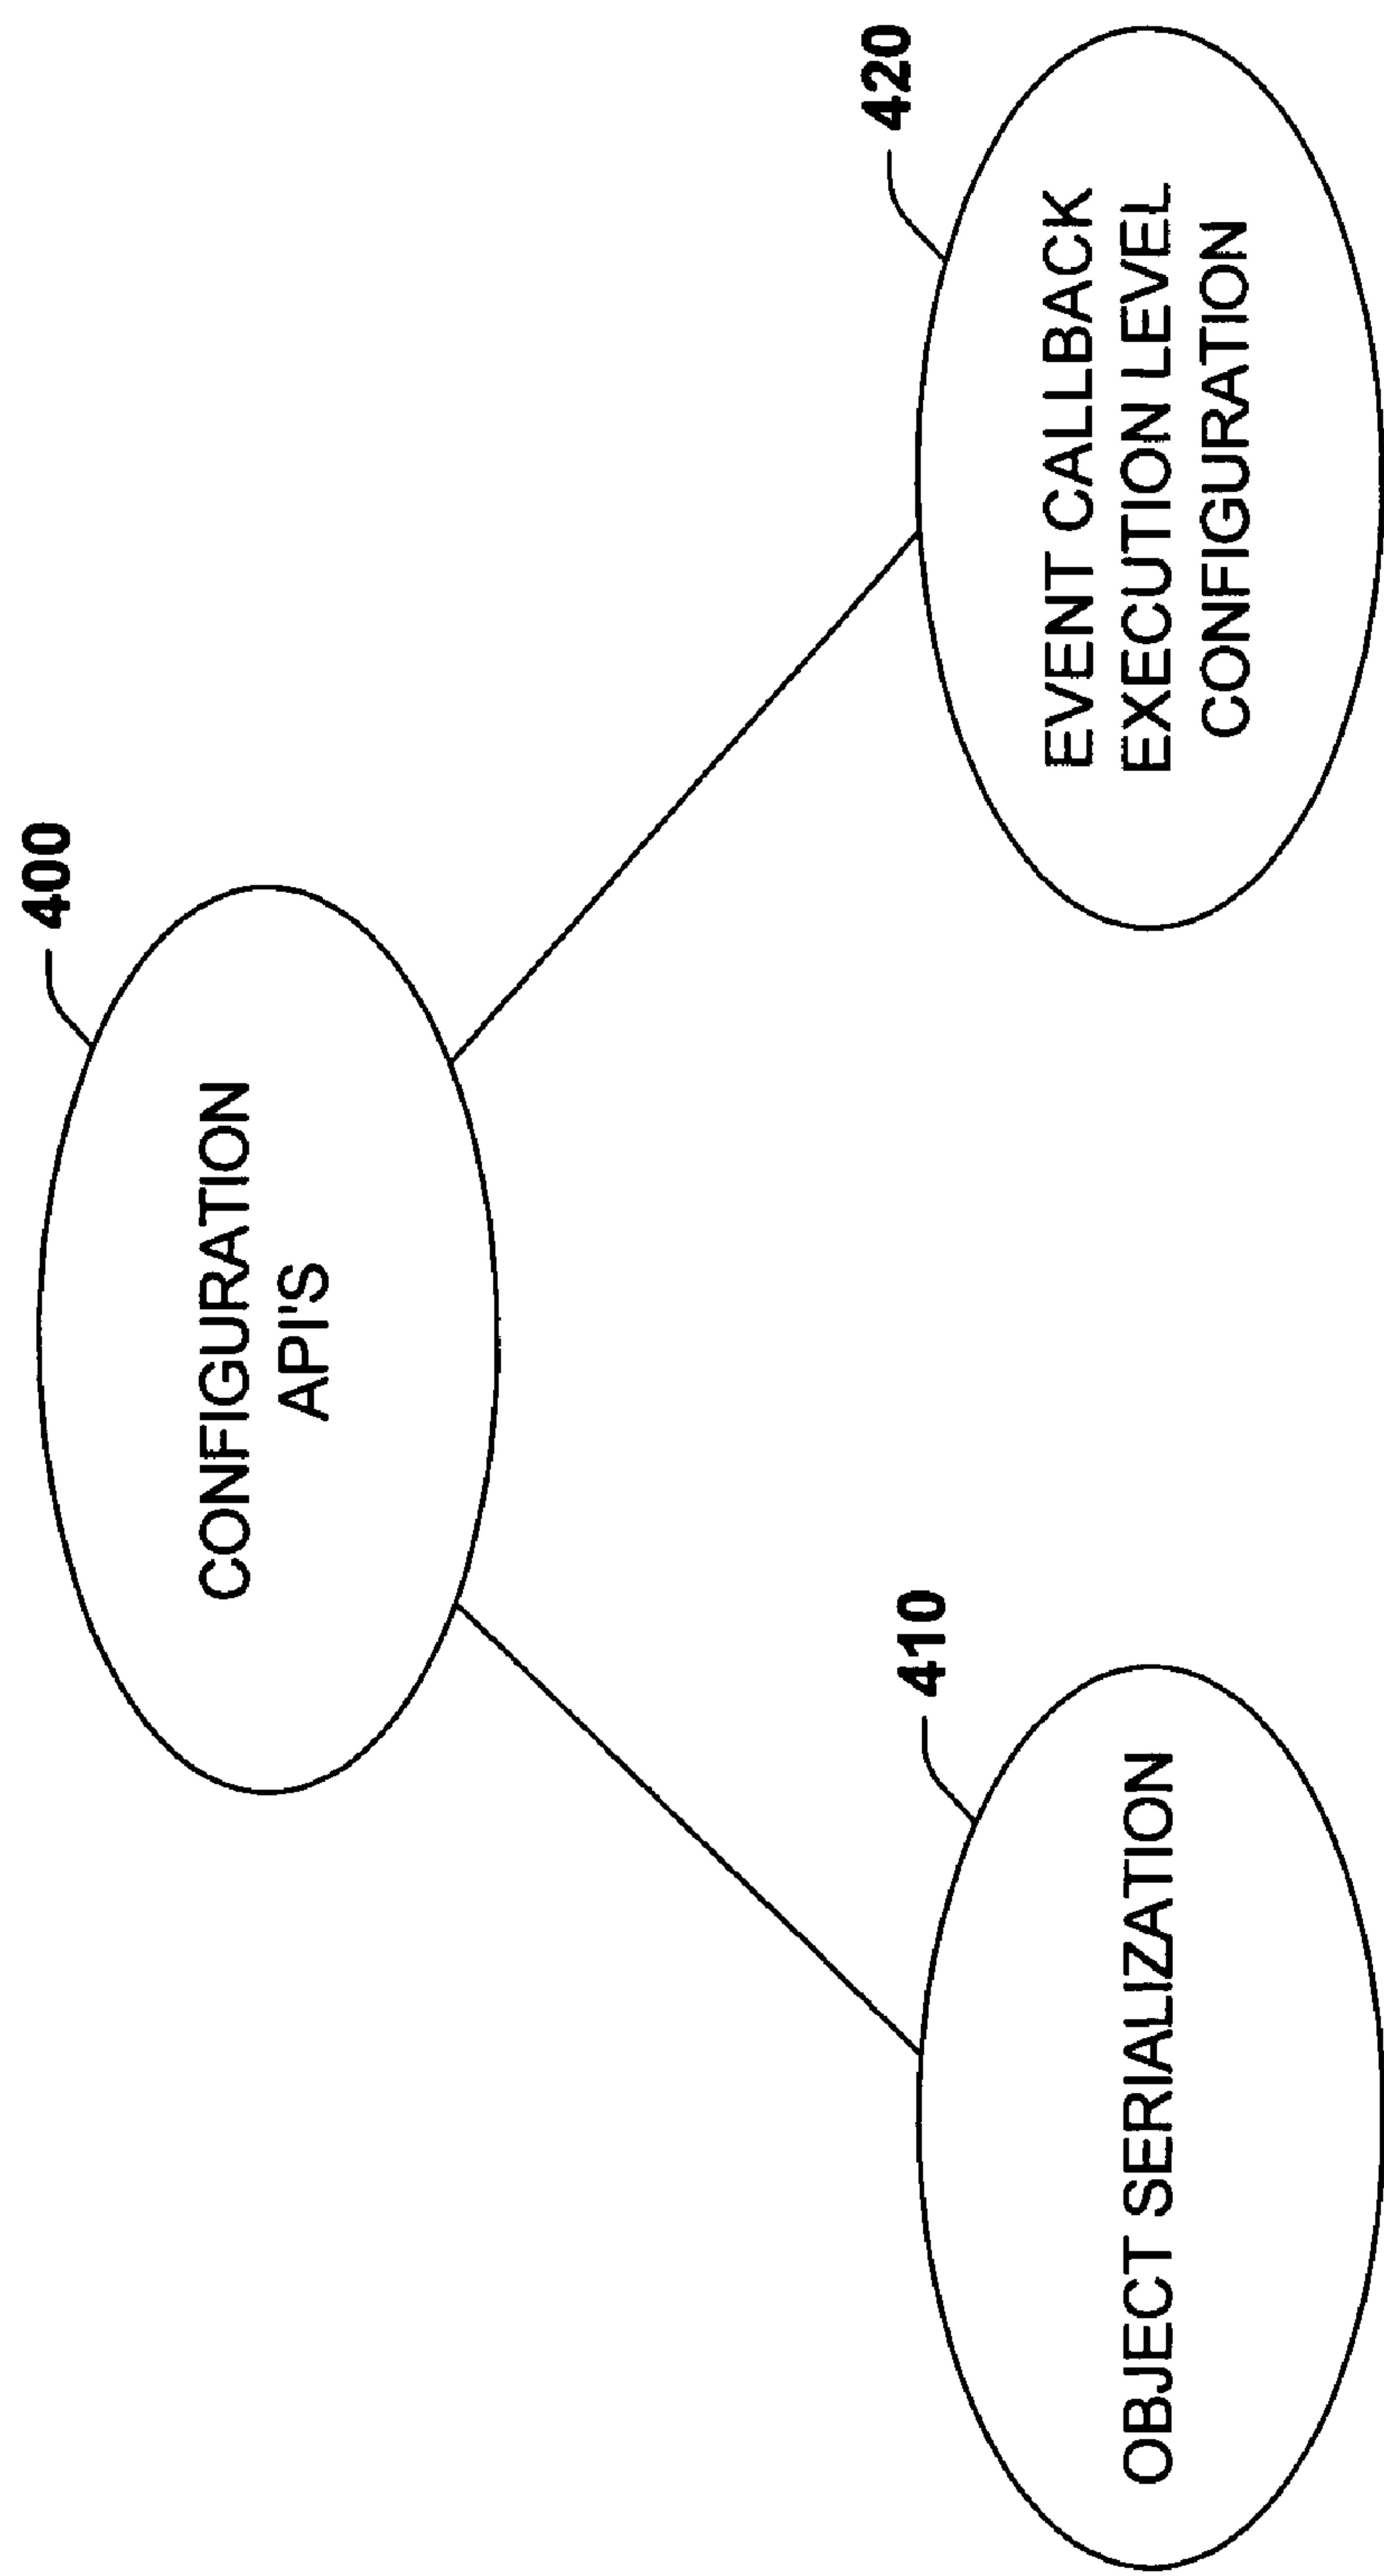 400
CONFIGURATION
API'S
410
OBJECT SERIALIZATION
420
EVENT CALLBACK
EXECUTION LEVEL
CONFIGURATION